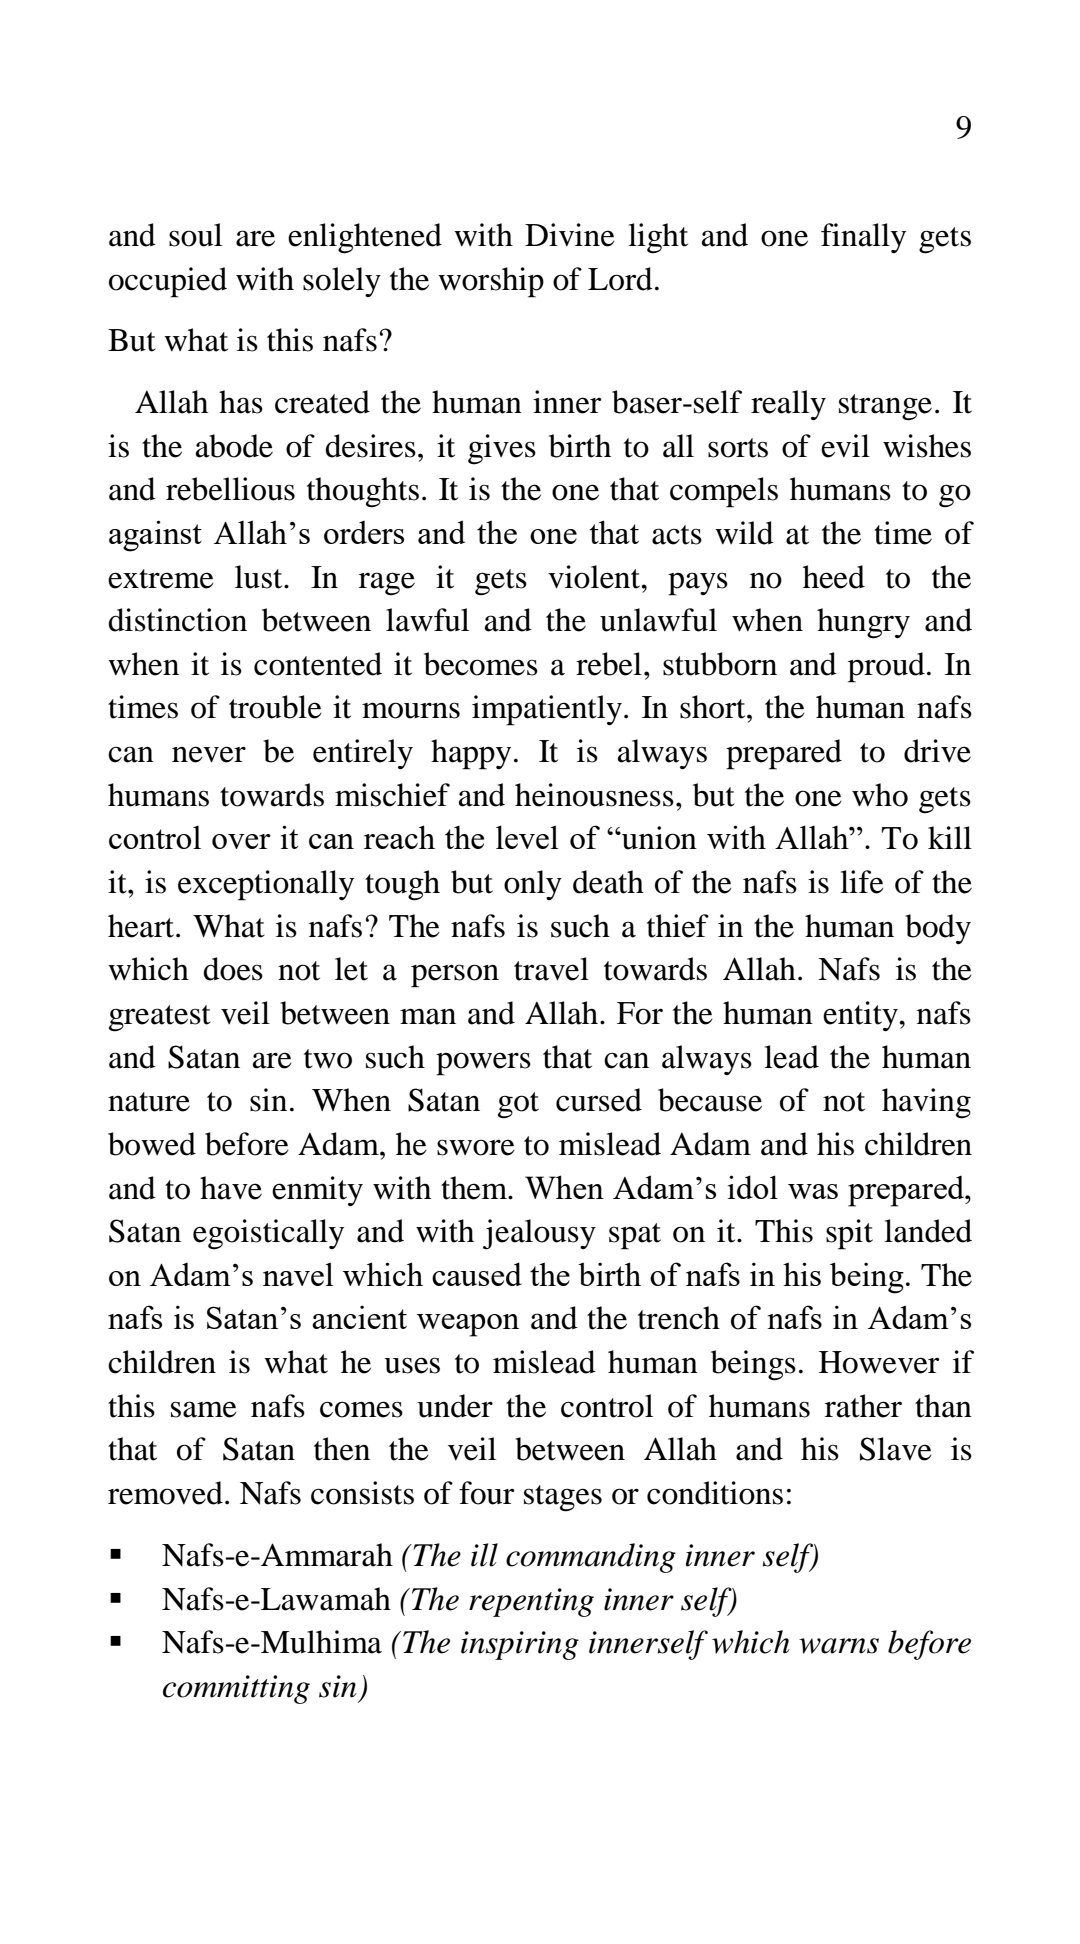 9
and soul are enlightened with Divine light and one finally gets
occupied with solely the worship of Lord.
But what is this nafs?
Allah has created the human inner baser-self really strange. It
is the abode of desires, it gives birth to all sorts of evil wishes
and rebellious thoughts. It is the one that compels humans to go
against Allah’s orders and the one that acts wild at the time of
extreme lust. In rage it gets violent, pays no heed to the
distinction between lawful and the unlawful when hungry and
when it is contented it becomes a rebel, stubborn and proud. In
times of trouble it mourns impatiently. In short, the human nafs
can never be entirely happy. It is always prepared to drive
humans towards mischief and heinousness, but the one who gets
control over it can reach the level of “union with Allah”. To kill
it, is exceptionally tough but only death of the nafs is life of the
heart. What is nafs? The nafs is such a thief in the human body
which does not let a person travel towards Allah. Nafs is the
greatest veil between man and Allah. For the human entity, nafs
and Satan are two such powers that can always lead the human
nature to sin. When Satan got cursed because of not having
bowed before Adam, he swore to mislead Adam and his children
and to have enmity with them. When Adam’s idol was prepared,
Satan egoistically and with jealousy spat on it. This spit landed
on Adam’s navel which caused the birth of nafs in his being. The
nafs is Satan’s ancient weapon and the trench of nafs in Adam’s
children is what he uses to mislead human beings. However if
this same nafs comes under the control of humans rather than
that of Satan then the veil between Allah and his Slave is
removed. Nafs consists of four stages or conditions:
▪ Nafs-e-Ammarah (The ill commanding inner self)
▪ Nafs-e-Lawamah (The repenting inner self)
▪ Nafs-e-Mulhima (The inspiring innerself which warns before
committing sin)